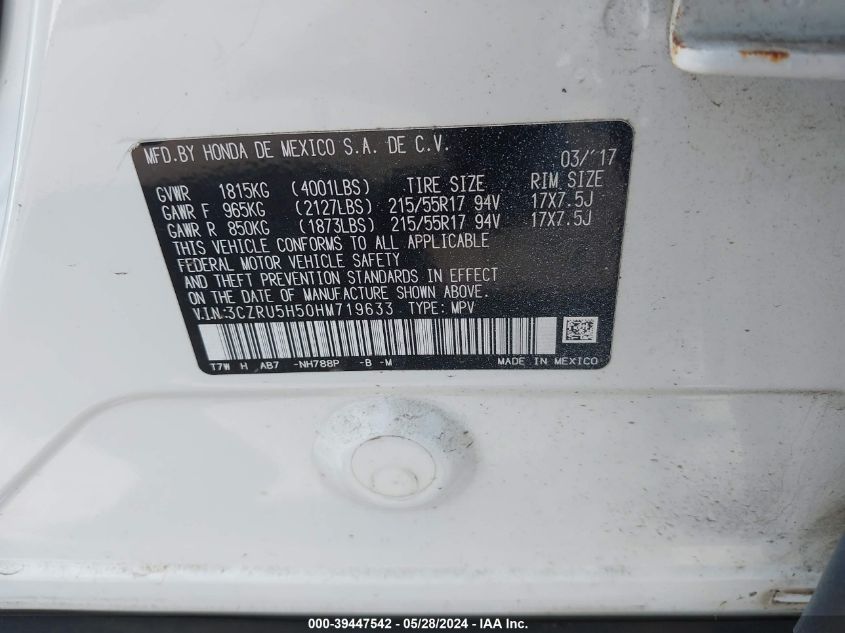 MFD.BY HONDA DE MEXICO S.A. DE C.V. 03/'17
GVWR 1815KG (4001LBS) TIRE SIZE RIM SIZE
GAWR F 965KG (2127LBS) 215/55R17 94V 17X7.5J
GAWR R 850KG (1873LBS) 215/55R17 94V 17X7.5J
THIS VEHICLE CONFORMS TO ALL APPLICABLE
FEDERAL MOTOR VEHICLE SAFETY
AND THEFT PREVENTION STANDARDS IN EFFECT
ON THE DATE OF MANUFACTURE SHOWN ABOVE.
V.I.N:3CZRU5H50HM719633 TYPE: MPV
T7W H AB7 -NH788P -B -M MADE IN MEXICO
000-39447542 - 05/28/2024 - IAA Inc.